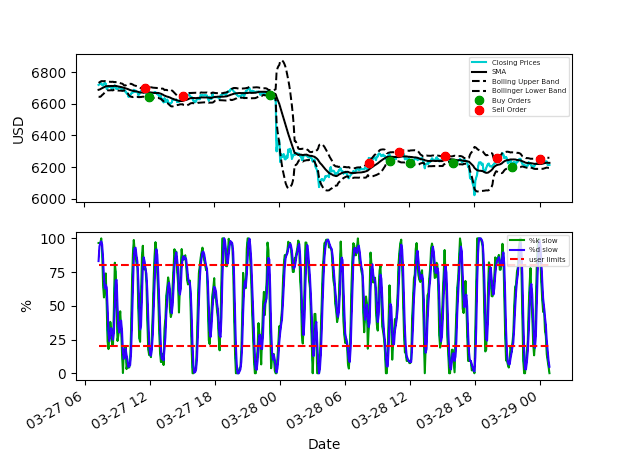 6800
6600
6400
6200
6000
USD
Closing Prices
SMA
Bolling Upper Band
Bollinger Lower Band
Buy Orders
Sell Order
100
75
50
25
0
%
%k slow
%d slow
user limits
03-27 06
03-27 12
03-27 18
03-28 00
03-28 06
03-28 12
03-28 18
03-29 00
Date